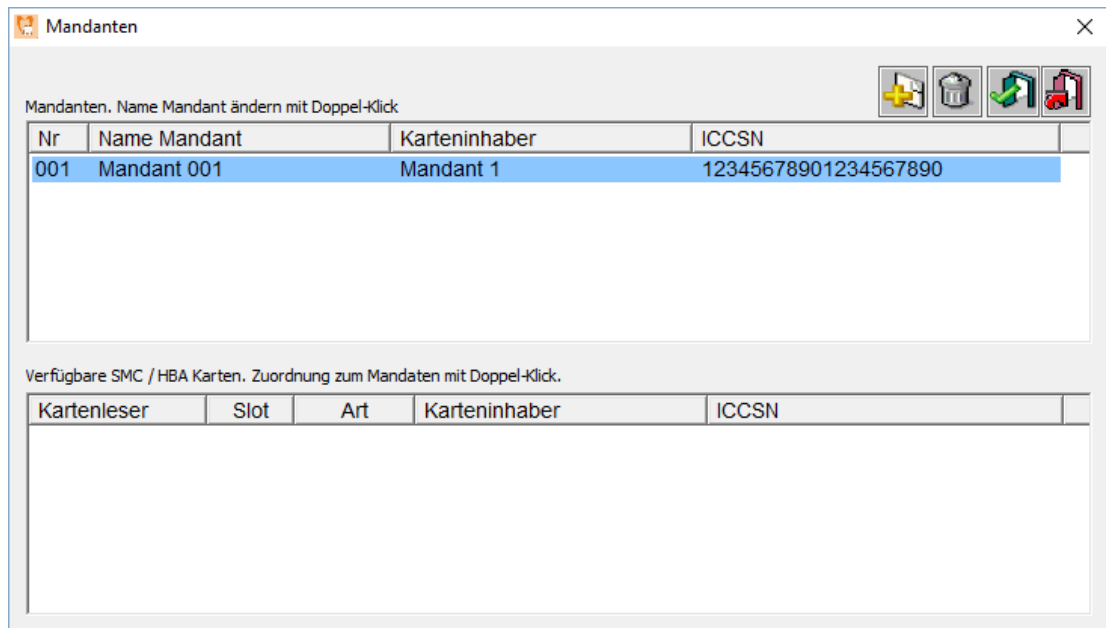 Mandanten
Mandanten. Name Mandant ändern mit Doppel-Klick
Nr Name Mandant Karteninhaber ICCSN
001 Mandant 001 Mandant 1 12345678901234567890
Verfügbare SMC / HBA Karten. Zuordnung zum Mandaten mit Doppel-Klick.
Kartenleser Slot Art Karteninhaber ICCSN